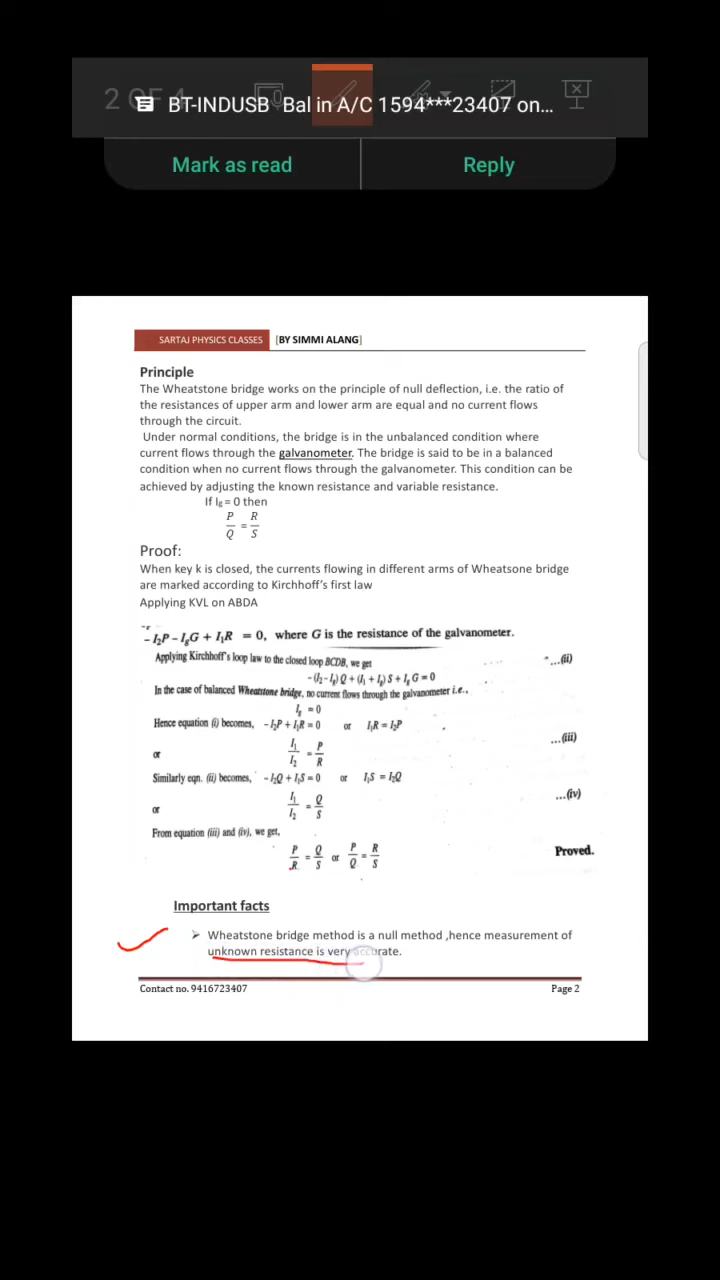 2 OF 4
BT-INDUSB Bal in A/C 1594***23407 on...
Mark as read
Reply
SARTAJ PHYSICS CLASSES [BY SIMMI ALANG]
Principle
The Wheatstone bridge works on the principle of null deflection, i.e. the ratio of
the resistances of upper arm and lower arm are equal and no current flows
through the circuit.
Under normal conditions, the bridge is in the unbalanced condition where
current flows through the galvanometer. The bridge is said to be in a balanced
condition when no current flows through the galvanometer. This condition can be
achieved by adjusting the known resistance and variable resistance.
If Ig = 0 then
P/Q = R/S
Proof:
When key k is closed, the currents flowing in different arms of Wheatsone bridge
are marked according to Kirchhoff's first law
Applying KVL on ABDA
- I₂P - IgG + I₁R = 0, where G is the resistance of the galvanometer.
Applying Kirchhoff's loop law to the closed loop BCDB, we get ...(ii)
-(I₂ - Ig) Q + (I₁ + Ig) S + Ig G = 0
In the case of balanced Wheatstone bridge, no current flows through the galvanometer i.e.,
Ig = 0
Hence equation (i) becomes, - I₂P + I₁R = 0 or I₁R = I₂P
or I₁/I₂ = P/R ...(iii)
Similarly eqn. (ii) becomes, - I₂Q + I₁S = 0 or I₁S = I₂Q
or I₁/I₂ = Q/S ...(iv)
From equation (iii) and (iv), we get,
P/R = Q/S or P/Q = R/S Proved.
Important facts
➢ Wheatstone bridge method is a null method ,hence measurement of
unknown resistance is very accurate.
Contact no. 9416723407 Page 2